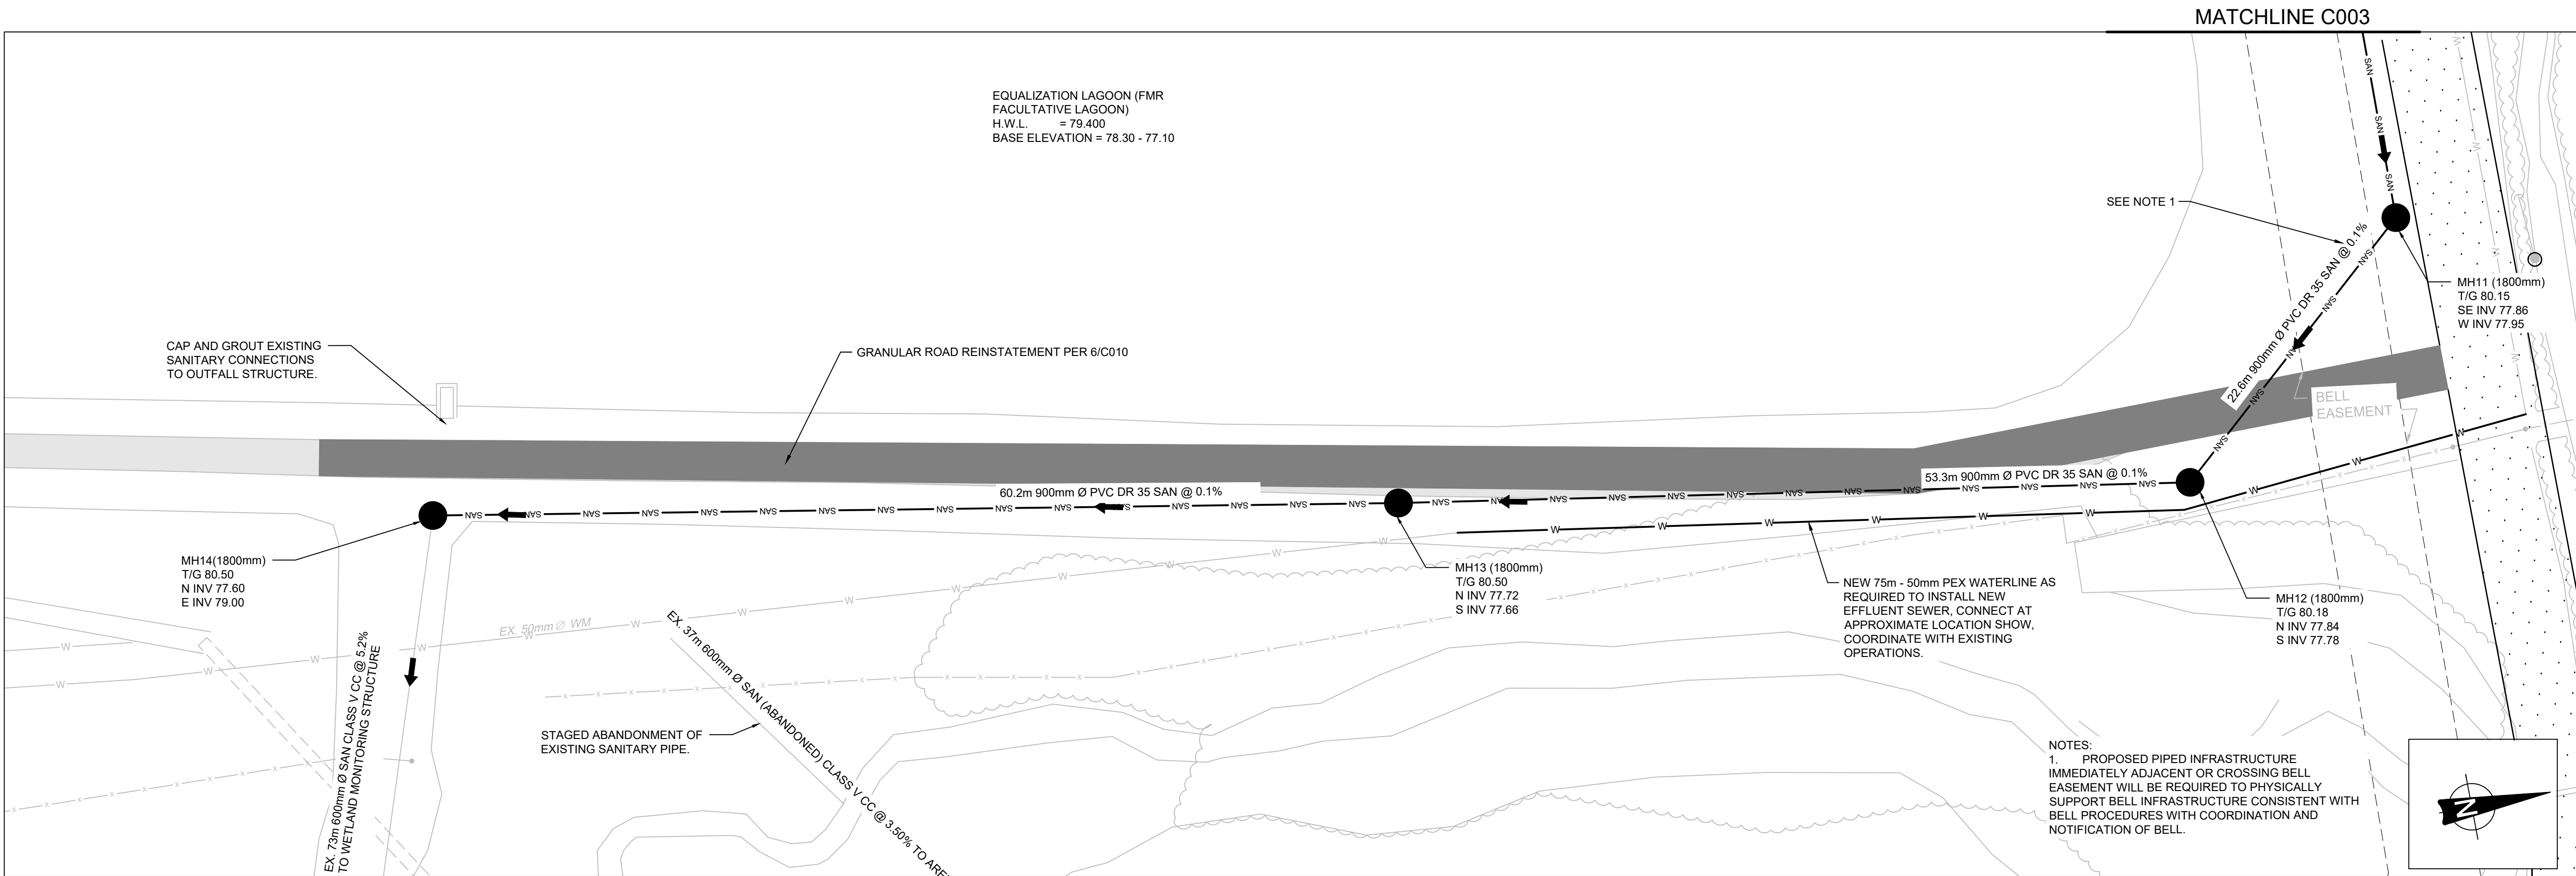 MATCHLINE C003
EQUALIZATION LAGOON (FMR
FACULTATIVE LAGOON)
H.W.L. = 79.400
BASE ELEVATION = 78.30 - 77.10
SEE NOTE 1
22.6m 900mm Ø PVC DR 35 SAN @ 0.1%
MH11 (1800mm)
T/G 80.15
SE INV 77.86
W INV 77.95
CAP AND GROUT EXISTING
SANITARY CONNECTIONS
TO OUTFALL STRUCTURE.
GRANULAR ROAD REINSTATEMENT PER 6/C010
BELL
EASEMENT
60.2m 900mm Ø PVC DR 35 SAN @ 0.1%
53.3m 900mm Ø PVC DR 35 SAN @ 0.1%
MH14(1800mm)
T/G 80.50
N INV 77.60
E INV 79.00
MH13 (1800mm)
T/G 80.50
N INV 77.72
S INV 77.66
NEW 75m - 50mm PEX WATERLINE AS
REQUIRED TO INSTALL NEW
EFFLUENT SEWER, CONNECT AT
APPROXIMATE LOCATION SHOW,
COORDINATE WITH EXISTING
OPERATIONS.
MH12 (1800mm)
T/G 80.18
N INV 77.84
S INV 77.78
EX. 50mm Ø WM
EX. 73m 600mm Ø SAN CLASS V CC @ 5.2%
TO WETLAND MONITORING STRUCTURE
EX. 37m 600mm Ø SAN (ABANDONED) CLASS V CC @ 3.50% TO
STAGED ABANDONMENT OF
EXISTING SANITARY PIPE.
NOTES:
1. PROPOSED PIPED INFRASTRUCTURE
IMMEDIATELY ADJACENT OR CROSSING BELL
EASEMENT WILL BE REQUIRED TO PHYSICALLY
SUPPORT BELL INFRASTRUCTURE CONSISTENT WITH
BELL PROCEDURES WITH COORDINATION AND
NOTIFICATION OF BELL.
N